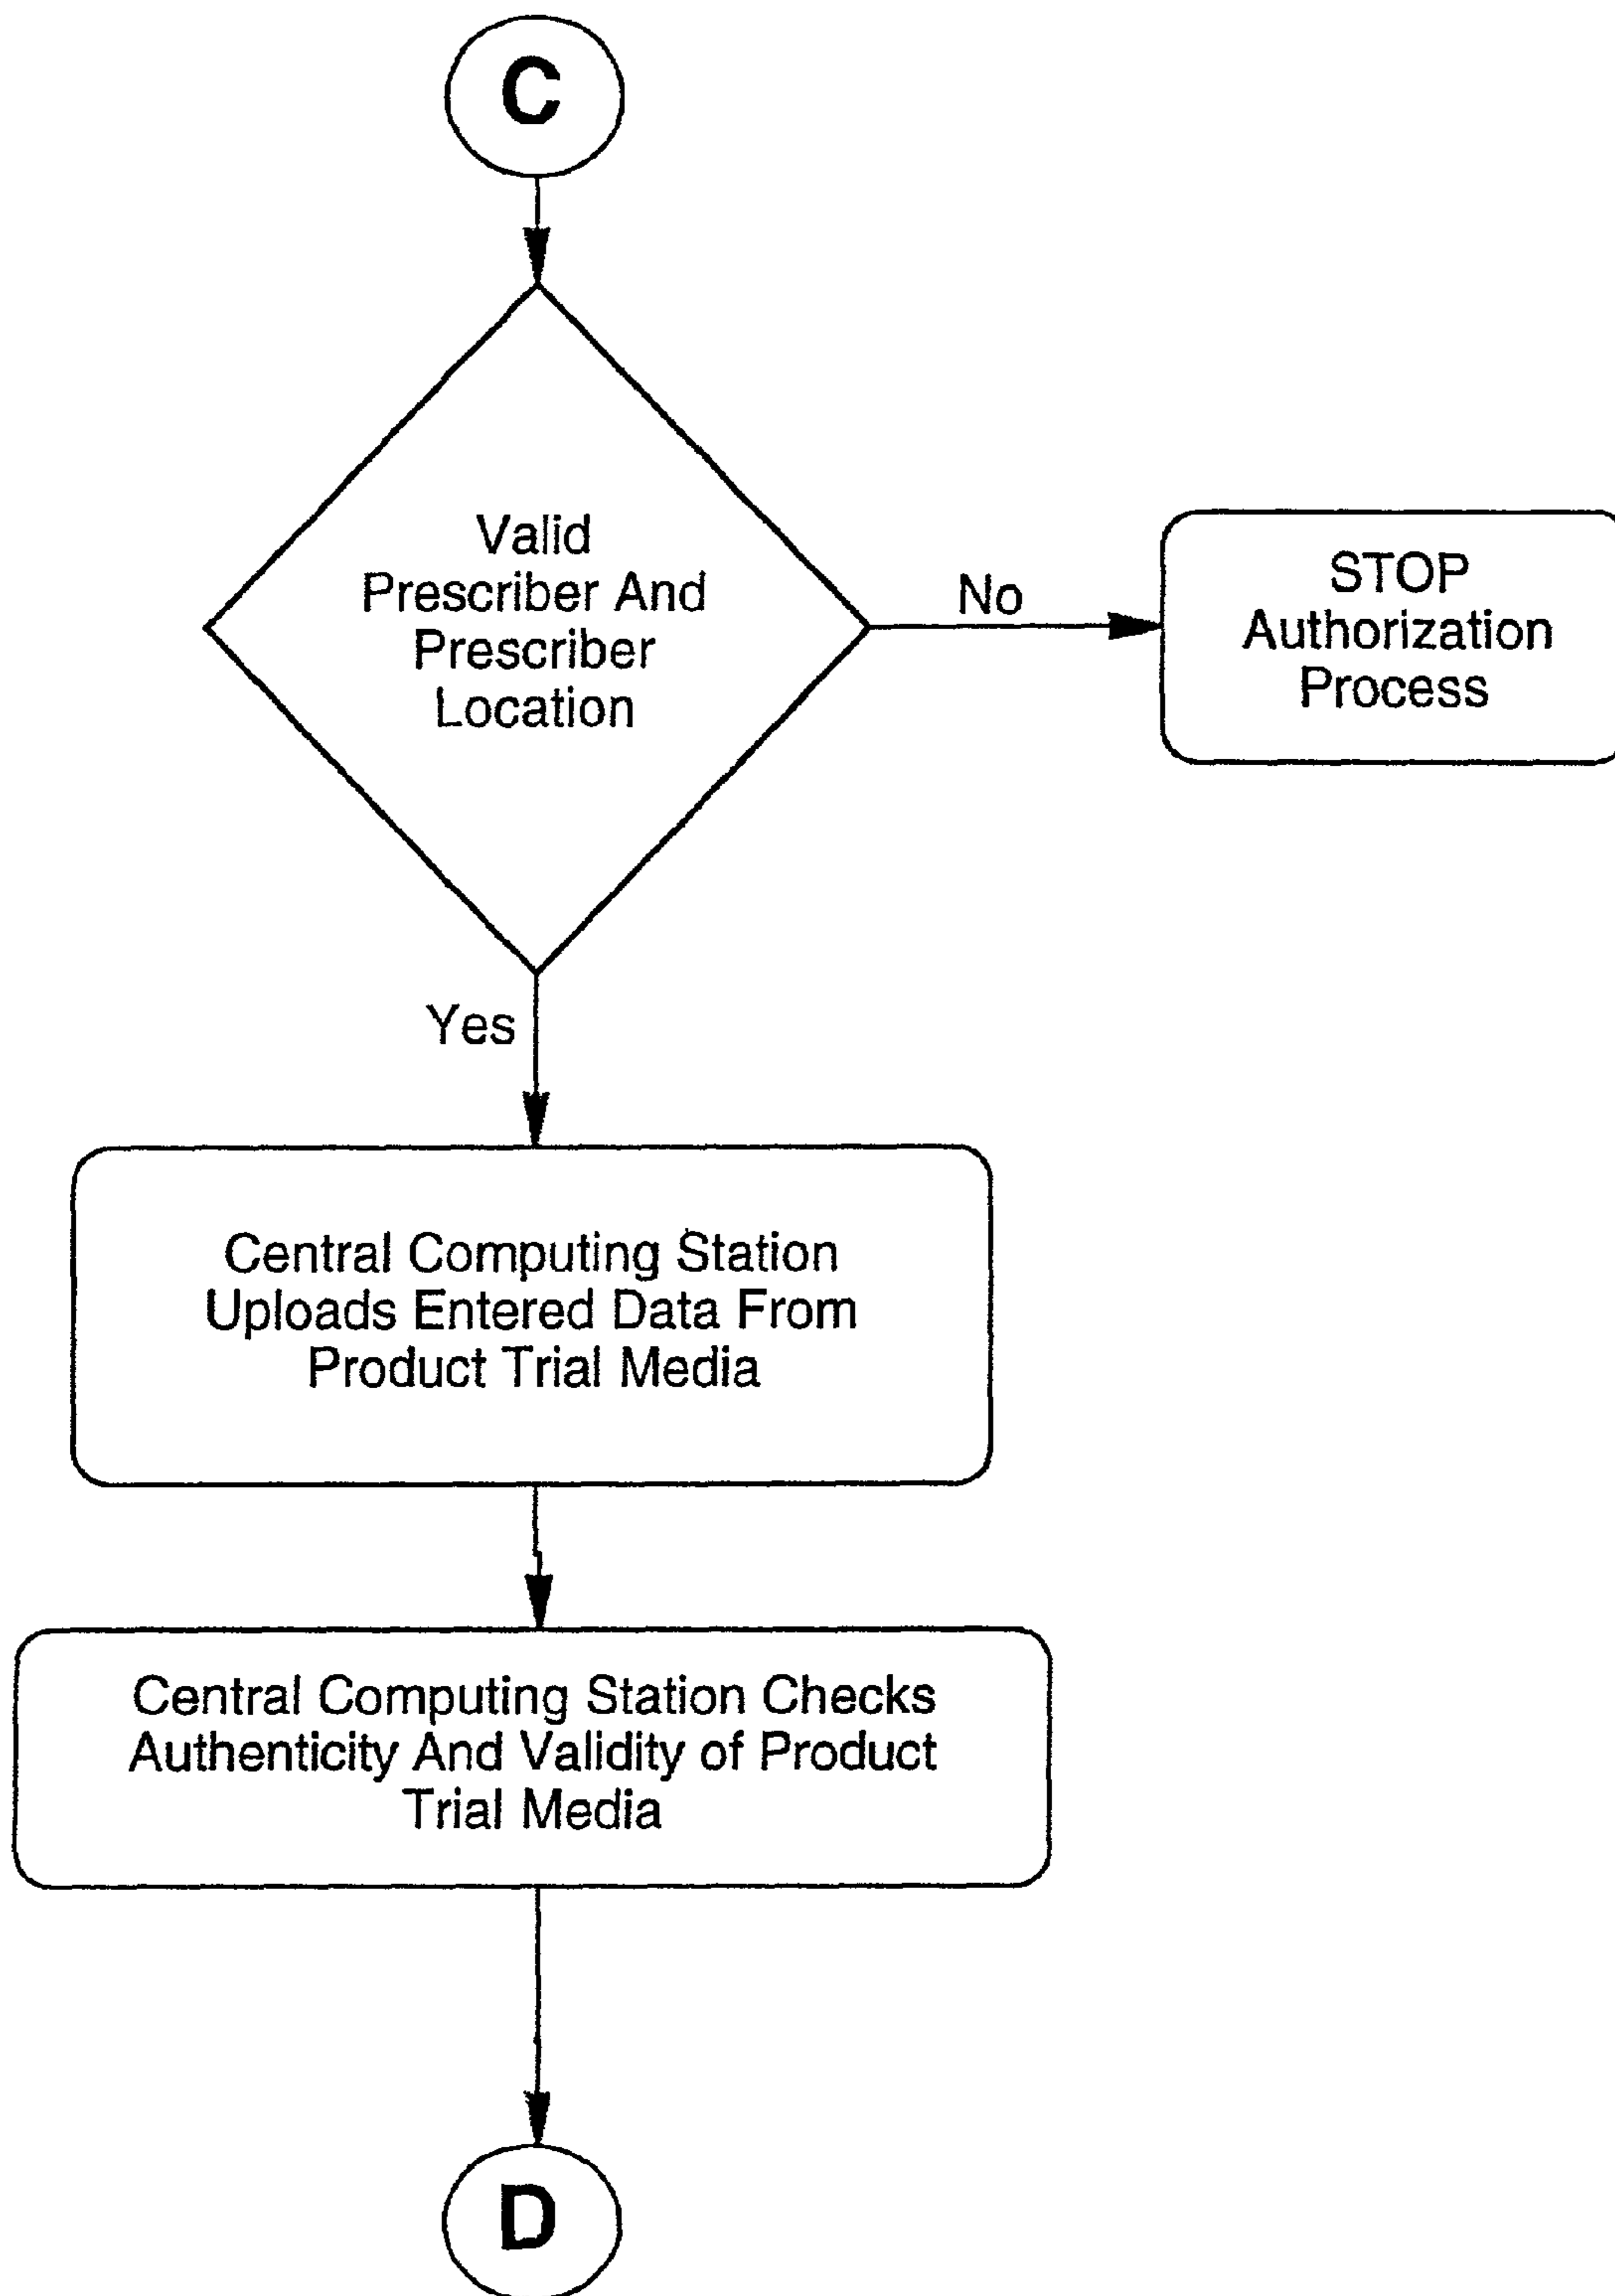 C
Valid
Prescriber And
Prescriber
Location
No
STOP
Authorization
Process
Yes
Central Computing Station
Uploads Entered Data From
Product Trial Media
Central Computing Station Checks
Authenticity And Validity of Product
Trial Media
D